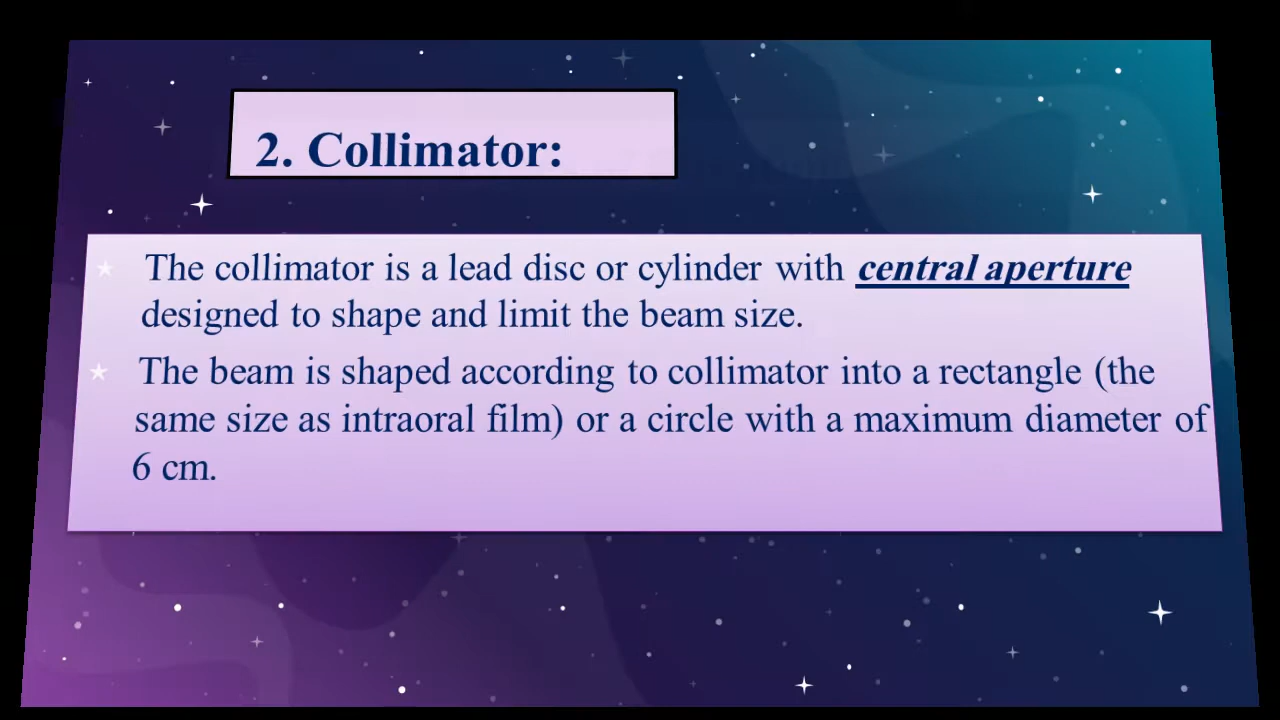 2. Collimator:
The collimator is a lead disc or cylinder with central aperture
designed to shape and limit the beam size.
The beam is shaped according to collimator into a rectangle (the
same size as intraoral film) or a circle with a maximum diameter of
6 cm.